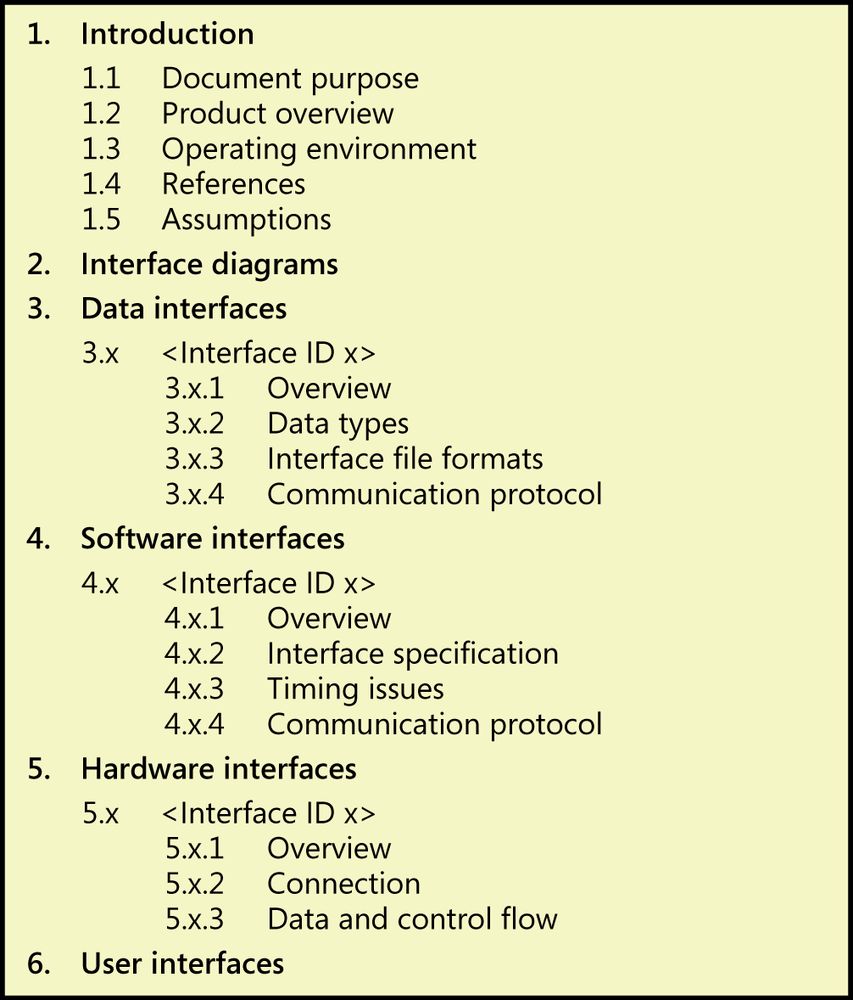 1. Introduction
1.1 Document purpose
1.2 Product overview
1.3 Operating environment
1.4 References
1.5 Assumptions
2. Interface diagrams
3. Data interfaces
3.x <Interface ID x>
3.x.1 Overview
3.x.2 Data types
3.x.3 Interface file formats
3.x.4 Communication protocol
4. Software interfaces
4.x <Interface ID x>
4.x.1 Overview
4.x.2 Interface specification
4.x.3 Timing issues
4.x.4 Communication protocol
5. Hardware interfaces
5.x <Interface ID x>
5.x.1 Overview
5.x.2 Connection
5.x.3 Data and control flow
6. User interfaces